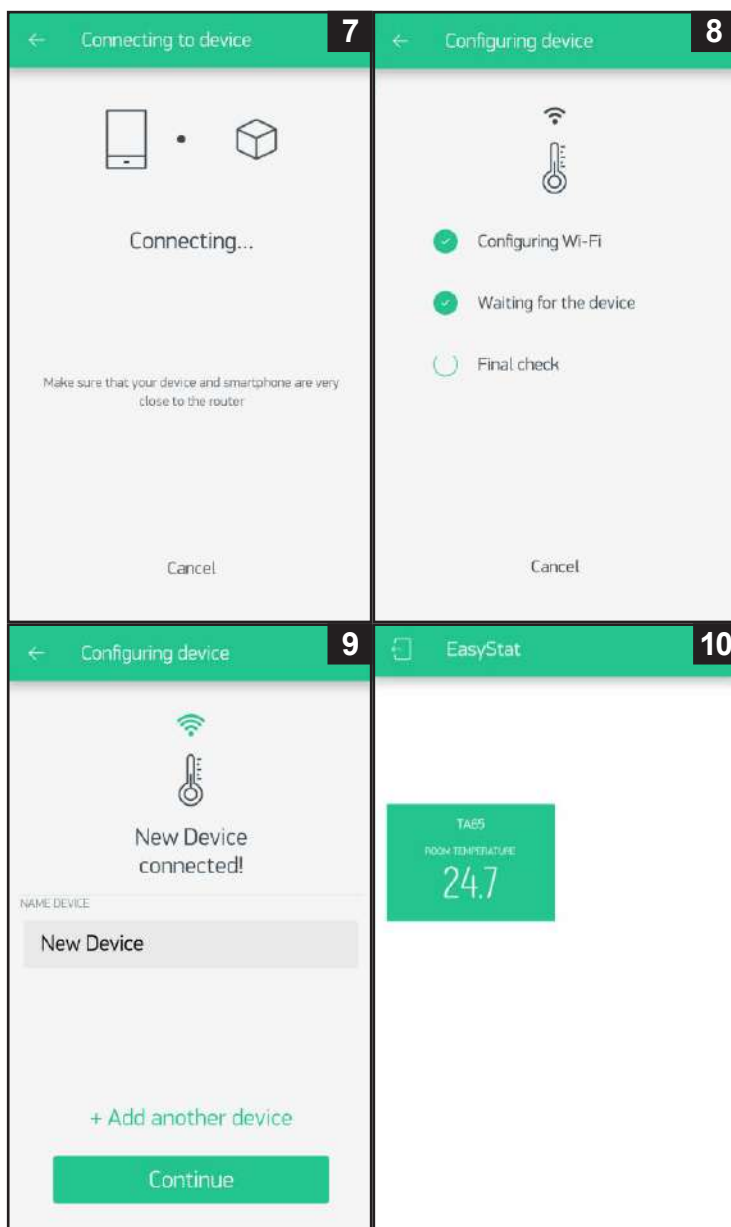 Connecting to device
7
Connecting...
Make sure that your device and smartphone are very
close to the router
Cancel
Configuring device
8
Configuring Wi-Fi
Waiting for the device
Final check
Cancel
Configuring device
9
New Device
connected!
NAME DEVICE
New Device
+ Add another device
Continue
EasyStat
10
TA65
ROOM TEMPERATURE
24.7